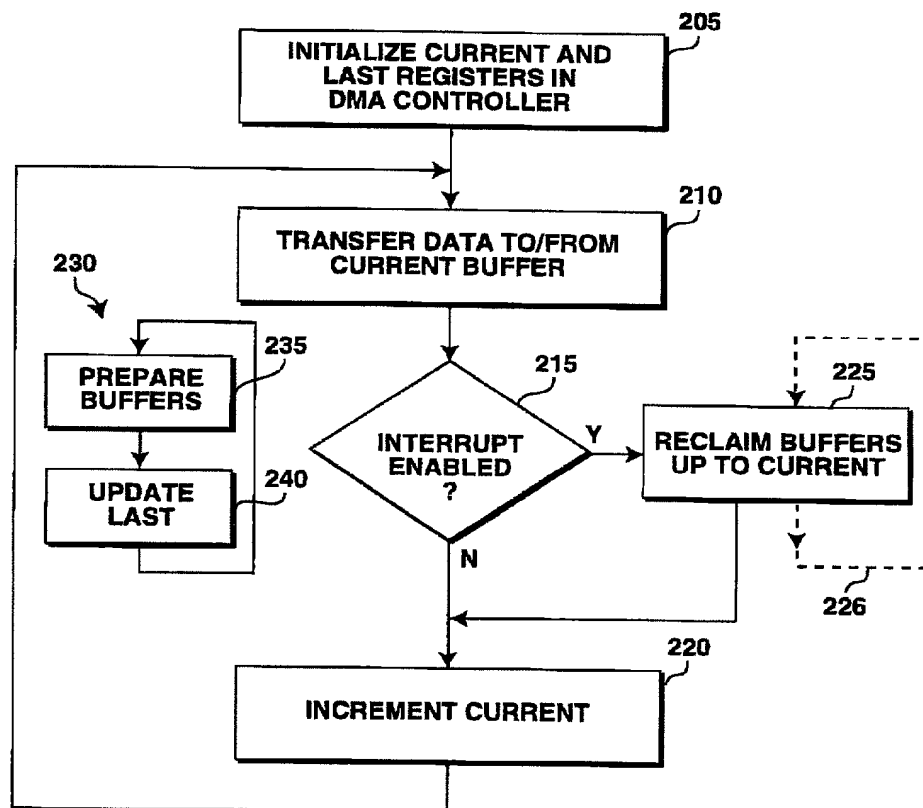 205
INITIALIZE CURRENT AND
LAST REGISTERS IN
DMA CONTROLLER
210
TRANSFER DATA TO/FROM
CURRENT BUFFER
230
235
PREPARE
BUFFERS
240
UPDATE
LAST
215
INTERRUPT
ENABLED
?
Y
N
225
RECLAIM BUFFERS
UP TO CURRENT
226
220
INCREMENT CURRENT